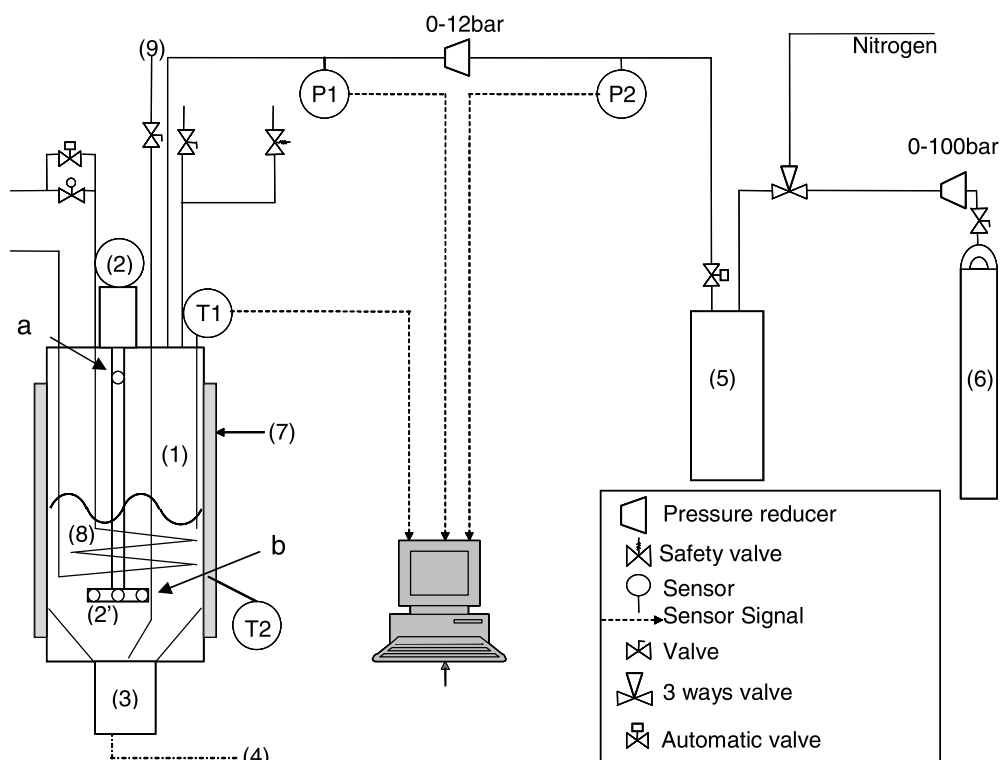 0-12bar
(9)
Nitrogen
P1
P2
0-100bar
(2)
T1
a
(5)
(6)
(7)
(1)
(8)
b
(2')
T2
(3)
(4)
Pressure reducer
Safety valve
Sensor
Sensor Signal
Valve
3 ways valve
Automatic valve